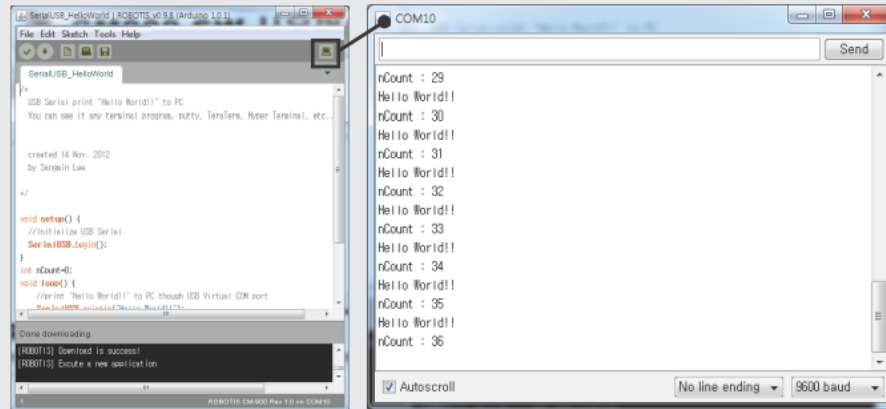 SerialUSB_HelloWorld | ROBOTIS v0.9.8 (Arduino 1.0.1)
File Edit Sketch Tools Help
SerialUSB_HelloWorld
/*
USB Serial print "Hello World!!" to PC
You can see it any terminal program, putty, TeraTerm, Hyper Terminal, etc..
created 14 Nov. 2012
by Sangmin Lee
*/
void setup() {
//Initialize USB Serial
SerialUSB.begin();
}
int nCount=0;
void loop() {
//print "Hello World!!" to PC though USB Virtual COM port
SerialUSB.println("Hello World!!");
Done downloading.
[ROBOTIS] Download is success!
[ROBOTIS] Excute a new application
1
ROBOTIS CM-900 Rev 1.0 on COM10
COM10
Send
nCount : 29
Hello World!!
nCount : 30
Hello World!!
nCount : 31
Hello World!!
nCount : 32
Hello World!!
nCount : 33
Hello World!!
nCount : 34
Hello World!!
nCount : 35
Hello World!!
nCount : 36
Autoscroll
No line ending
9600 baud